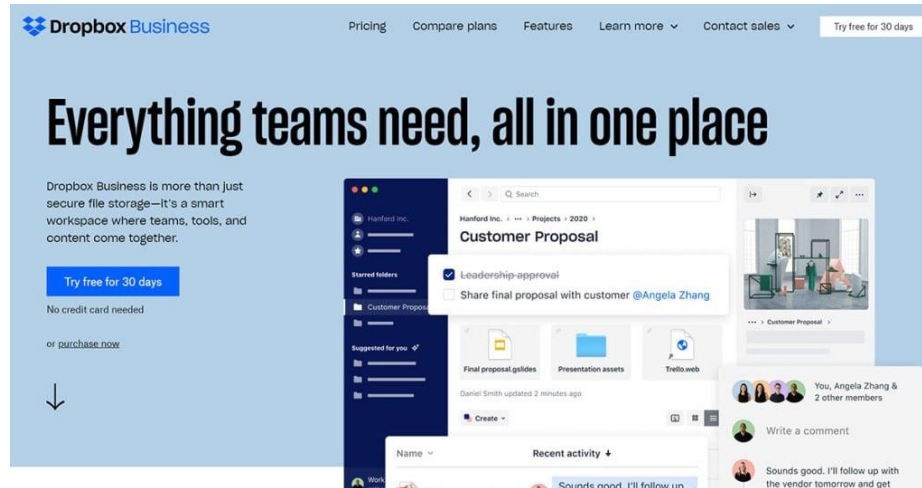 Dropbox Business
Pricing
Compare plans
Features
Learn more
Contact sales
Try free for 30 days
Everything teams need, all in one place
Dropbox Business is more than just
secure file storage—it's a smart
workspace where teams, tools, and
content come together.
Try free for 30 days
No credit card needed
or purchase now
Hanford Inc.
Starred folders
Customer Propos
Suggested for you
Work
Search
Hanford Inc. › ··· › Projects › 2020 ›
Customer Proposal
Leadership approval
Share final proposal with customer @Angela Zhang
Final proposal.gslides
Presentation assets
Trello.web
Daniel Smith updated 2 minutes ago
Create
Name
Recent activity
Sounds good. I'll follow up
··· › Customer Proposal ›
You, Angela Zhang &
2 other members
Write a comment
Sounds good. I'll follow up with
the vendor tomorrow and get